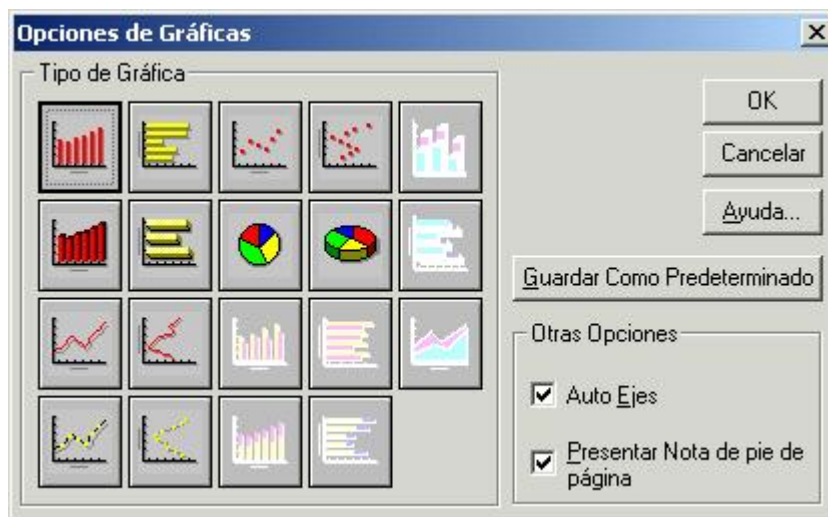 Opciones de Gráficas
Tipo de Gráfica
OK
Cancelar
Ayuda...
Guardar Como Predeterminado
Otras Opciones
Auto Ejes
Presentar Nota de pie de
página